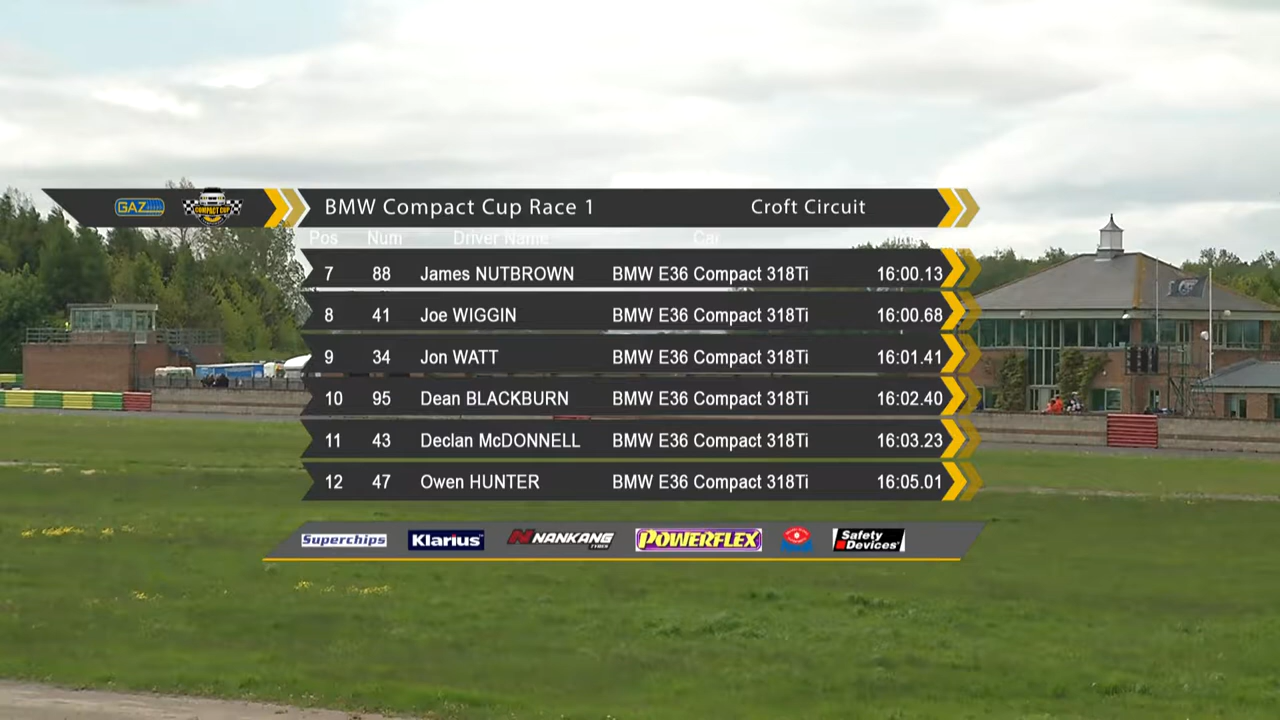 GAZ COMPACT CUP BMW Compact Cup Race 1 Croft Circuit
Pos Num Driver Name Car
7 88 James NUTBROWN BMW E36 Compact 318Ti 16:00.13
8 41 Joe WIGGIN BMW E36 Compact 318Ti 16:00.68
9 34 Jon WATT BMW E36 Compact 318Ti 16:01.41
10 95 Dean BLACKBURN BMW E36 Compact 318Ti 16:02.40
11 43 Declan McDONNELL BMW E36 Compact 318Ti 16:03.23
12 47 Owen HUNTER BMW E36 Compact 318Ti 16:05.01
Superchips Klarius NANKANG TYRES POWERFLEX Safety Devices